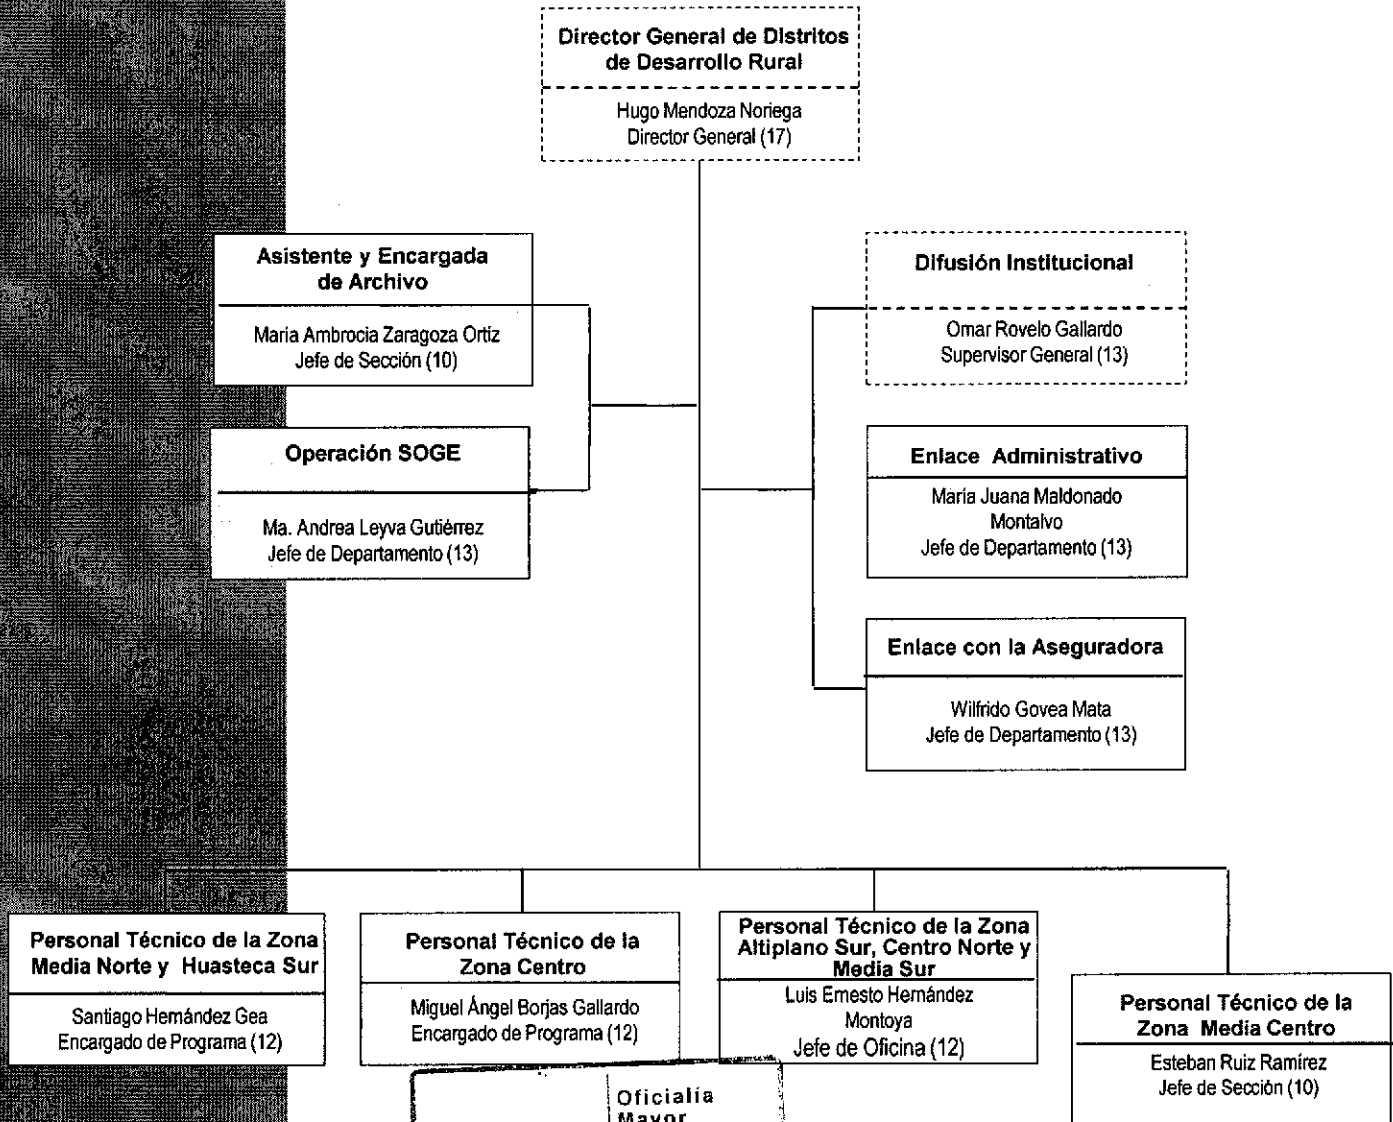 Director General de Distritos
de Desarrollo Rural
Hugo Mendoza Noriega
Director General (17)
Asistente y Encargada
de Archivo
María Ambrocia Zaragoza Ortiz
Jefe de Sección (10)
Difusión Institucional
Omar Rovelo Gallardo
Supervisor General (13)
Operación SOGE
Ma. Andrea Leyva Gutiérrez
Jefe de Departamento (13)
Enlace Administrativo
María Juana Maldonado
Montalvo
Jefe de Departamento (13)
Enlace con la Aseguradora
Wilfrido Govea Mata
Jefe de Departamento (13)
Personal Técnico de la Zona
Media Norte y Huasteca Sur
Santiago Hernández Gea
Encargado de Programa (12)
Personal Técnico de la
Zona Centro
Miguel Ángel Borjas Gallardo
Encargado de Programa (12)
Personal Técnico de la Zona
Altiplano Sur, Centro Norte y
Media Sur
Luis Ernesto Hernández
Montoya
Jefe de Oficina (12)
Personal Técnico de la
Zona Media Centro
Esteban Ruiz Ramírez
Jefe de Sección (10)
Oficialía
Mayor